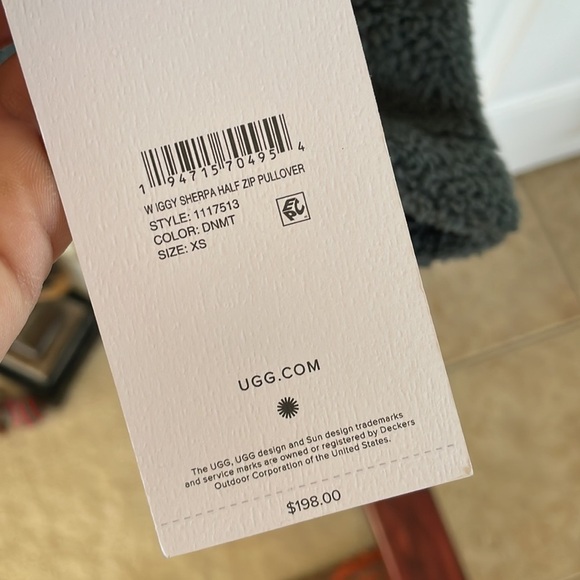 1 94715 70495 4
W IGGY SHERPA HALF ZIP PULLOVER
STYLE: 1117513
COLOR: DNMT
SIZE: XS
EPC
UGG.COM
The UGG, UGG design and Sun design trademarks
and service marks are owned or registered by Deckers
Outdoor Corporation of the United States.
$198.00